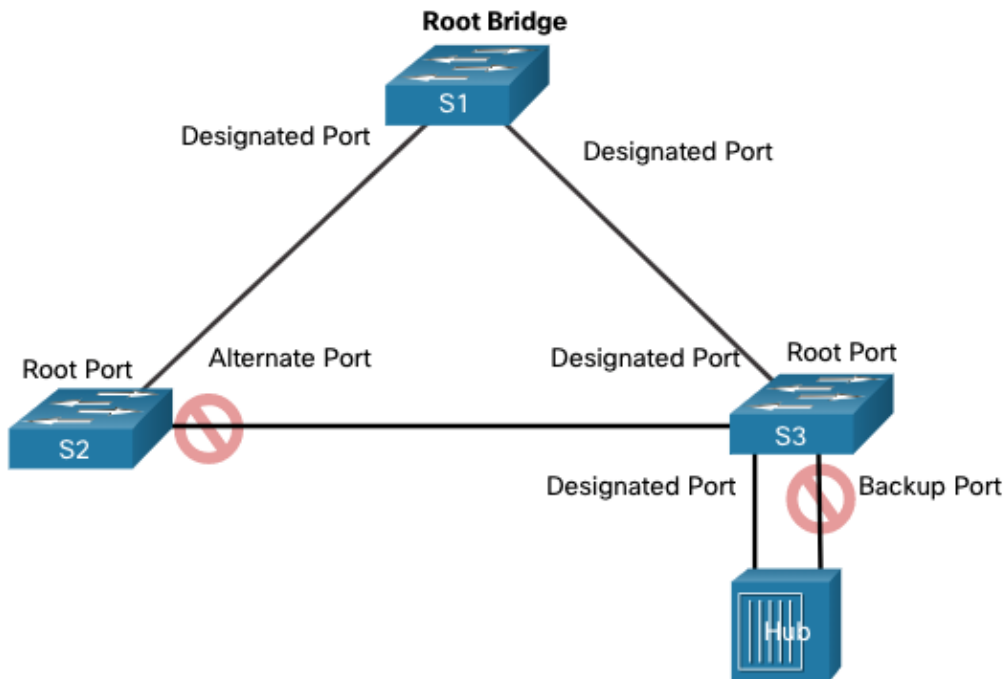 Root Bridge
S1
Designated Port
Designated Port
Root Port
Alternate Port
Designated Port
Root Port
S2
S3
Designated Port
Backup Port
Hub